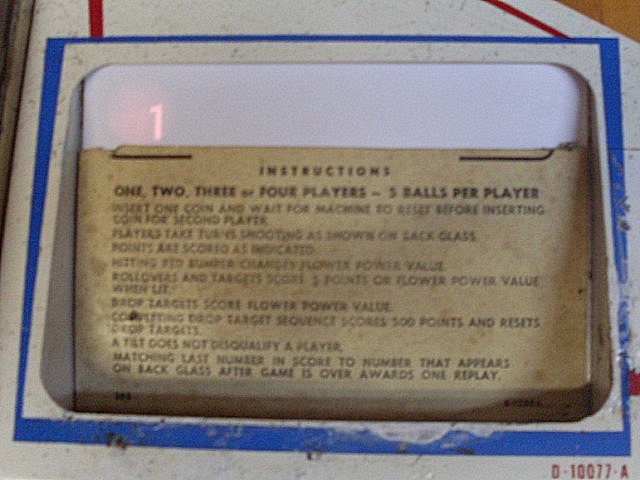 1
INSTRUCTIONS
ONE, TWO, THREE or FOUR PLAYERS – 5 BALLS PER PLAYER
INSERT ONE COIN AND WAIT FOR MACHINE TO RESET BEFORE INSERTING
COIN FOR SECOND PLAYER.
PLAYERS TAKE TURNS SHOOTING AS SHOWN ON BACK GLASS.
POINTS ARE SCORED AS INDICATED.
HITTING RED BUMPER CHANGES FLOWER POWER VALUE.
ROLLOVERS AND TARGETS SCORE 5 POINTS OR FLOWER POWER VALUE
WHEN LIT.
DROP TARGETS SCORE FLOWER POWER VALUE.
COMPLETING DROP TARGET SEQUENCE SCORES 500 POINTS AND RESETS
DROP TARGETS.
A TILT DOES NOT DISQUALIFY A PLAYER.
MATCHING LAST NUMBER IN SCORE TO NUMBER THAT APPEARS
ON BACK GLASS AFTER GAME IS OVER AWARDS ONE REPLAY.
D-10077-A